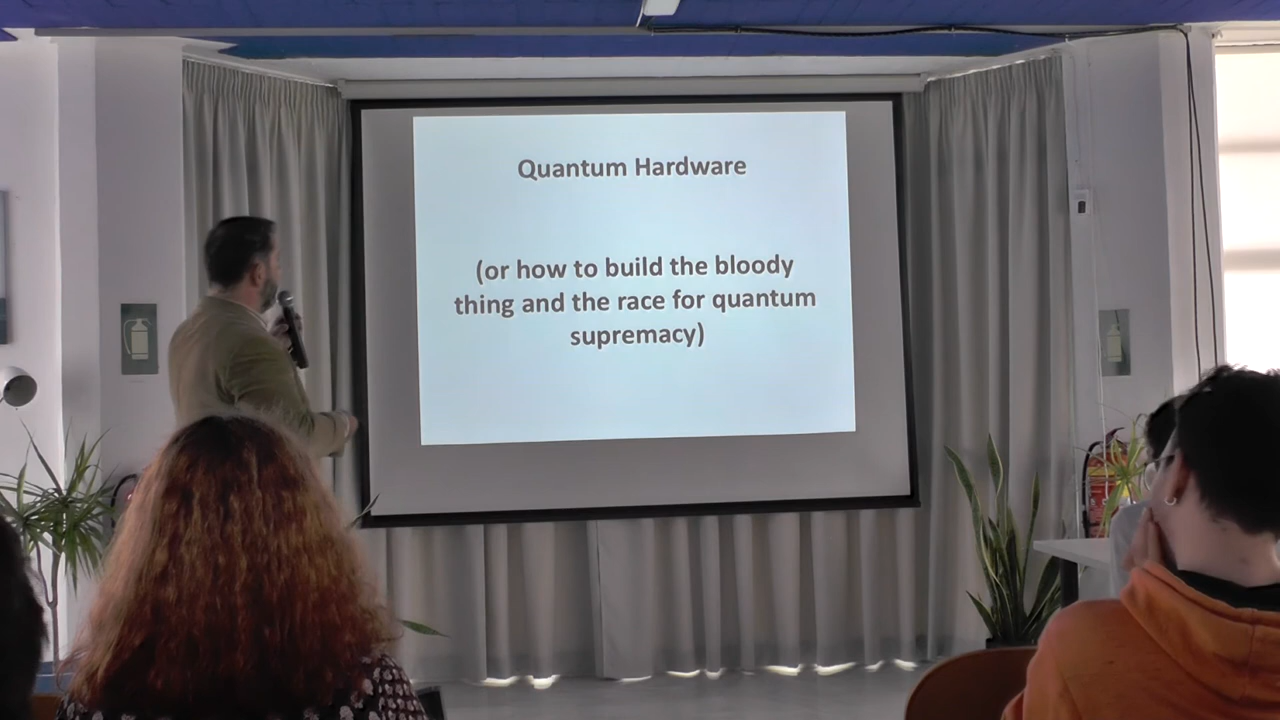 Quantum Hardware
(or how to build the bloody
thing and the race for quantum
supremacy)